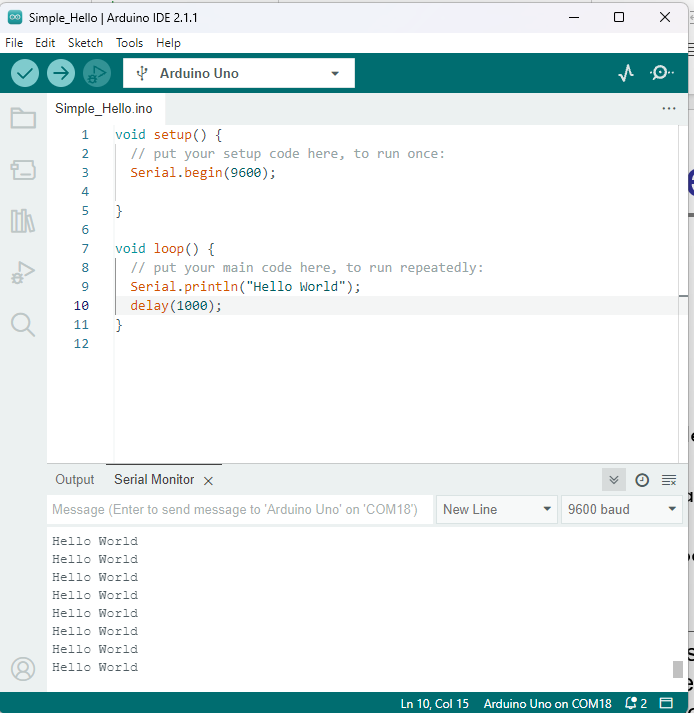 Simple_Hello | Arduino IDE 2.1.1
File Edit Sketch Tools Help
Arduino Uno
Simple_Hello.ino
1 void setup() {
2 // put your setup code here, to run once:
3 Serial.begin(9600);
4
5 }
6
7 void loop() {
8 // put your main code here, to run repeatedly:
9 Serial.println("Hello World");
10 delay(1000);
11 }
12
Output Serial Monitor
Message (Enter to send message to 'Arduino Uno' on 'COM18') New Line 9600 baud
Hello World
Hello World
Hello World
Hello World
Hello World
Hello World
Hello World
Hello World
Ln 10, Col 15 Arduino Uno on COM18 2